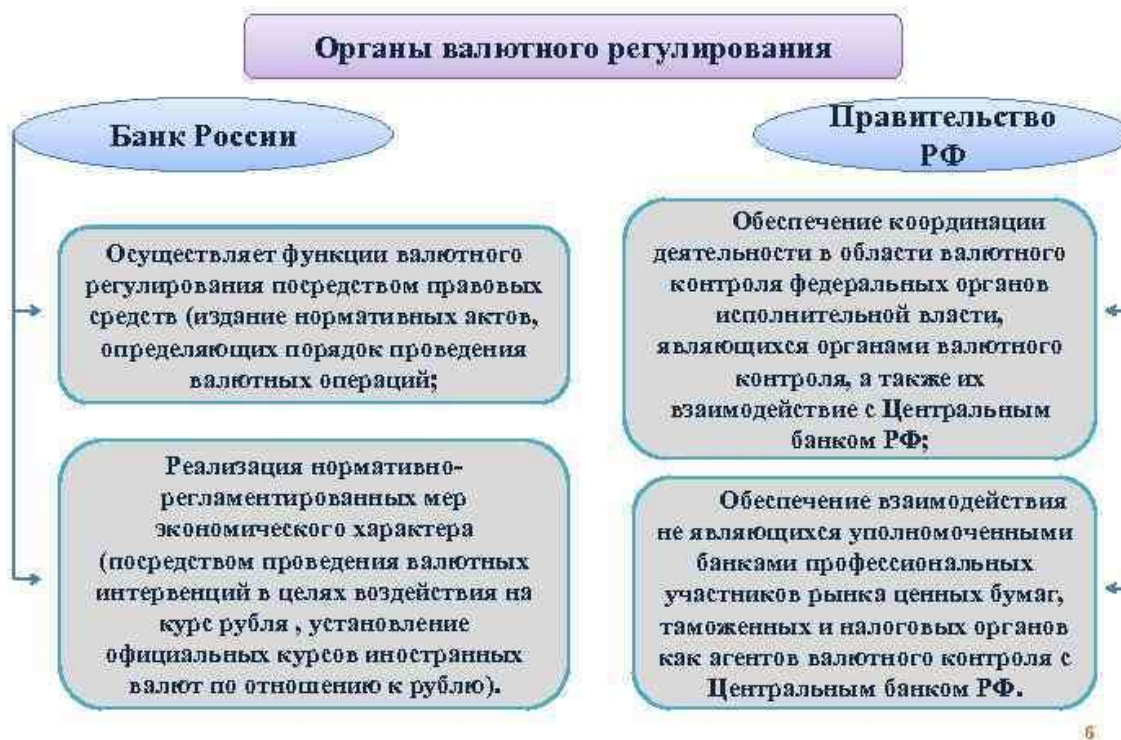 Органы валютного регулирования
Банк России
Осуществляет функции валютного
регулирования посредством правовых
средств (издание нормативных актов,
определяющих порядок проведения
валютных операций;
Реализация нормативно-
регламентированных мер
экономического характера
(посредством проведения валютных
интервенций в целях воздействия на
курс рубля , установление
официальных курсов иностранных
валют по отношению к рублю).
Правительство
РФ
Обеспечение координации
деятельности в области валютного
контроля федеральных органов
исполнительной власти,
являющихся органами валютного
контроля, а также их
взаимодействие с Центральным
банком РФ;
Обеспечение взаимодействия
не являющихся уполномоченными
банками профессиональных
участников рынка ценных бумаг,
таможенных и налоговых органов
как агентов валютного контроля с
Центральным банком РФ.
6